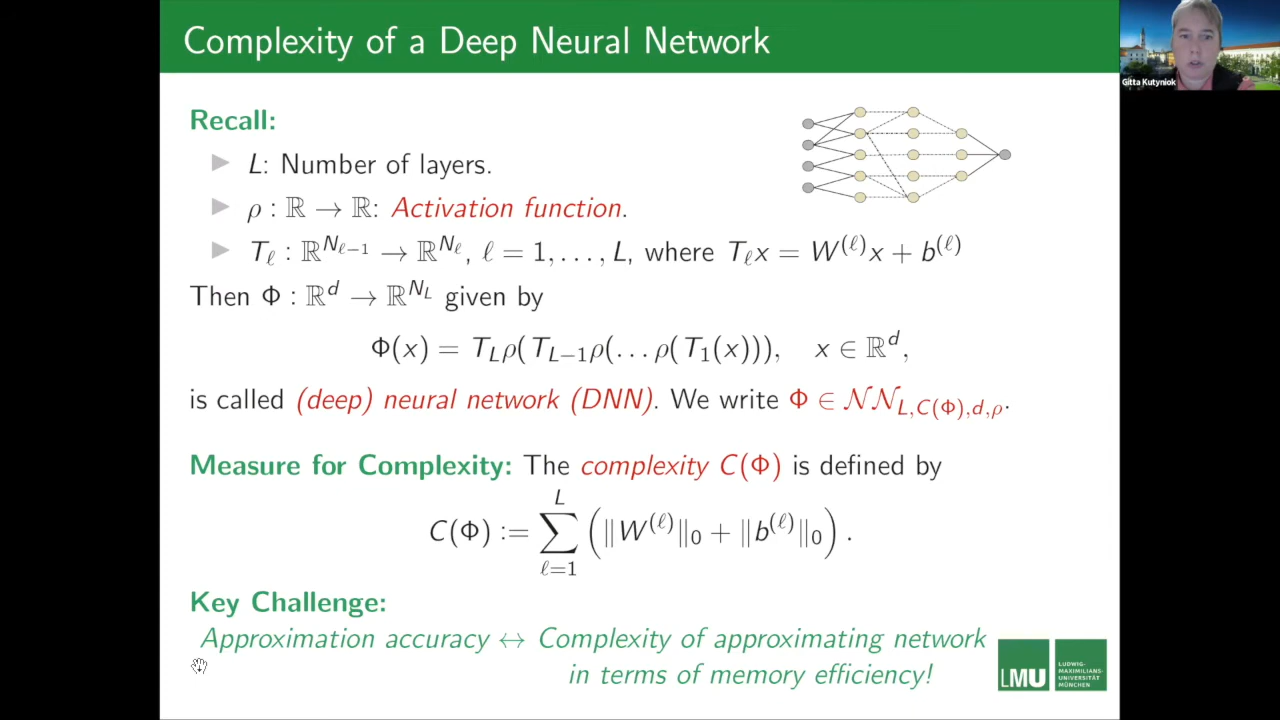 Complexity of a Deep Neural Network
Gitta Kutyniok
Recall:
L: Number of layers.
ρ : ℝ → ℝ: Activation function.
T_ℓ : ℝ^{N_{ℓ−1}} → ℝ^{N_ℓ}, ℓ = 1, . . . , L, where T_ℓ x = W^{(ℓ)}x + b^{(ℓ)}
Then Φ : ℝ^d → ℝ^{N_L} given by
Φ(x) = T_Lρ(T_{L−1}ρ(. . . ρ(T_1(x))), x ∈ ℝ^d,
is called (deep) neural network (DNN). We write Φ ∈ 𝒩𝒩_{L,C(Φ),d,ρ}.
Measure for Complexity: The complexity C(Φ) is defined by
C(Φ) := ∑_{ℓ=1}^{L} (‖W^{(ℓ)}‖_0 + ‖b^{(ℓ)}‖_0) .
Key Challenge:
Approximation accuracy ↔ Complexity of approximating network
in terms of memory efficiency!
LMU
LUDWIG-
MAXIMILIANS-
UNIVERSITÄT
MÜNCHEN